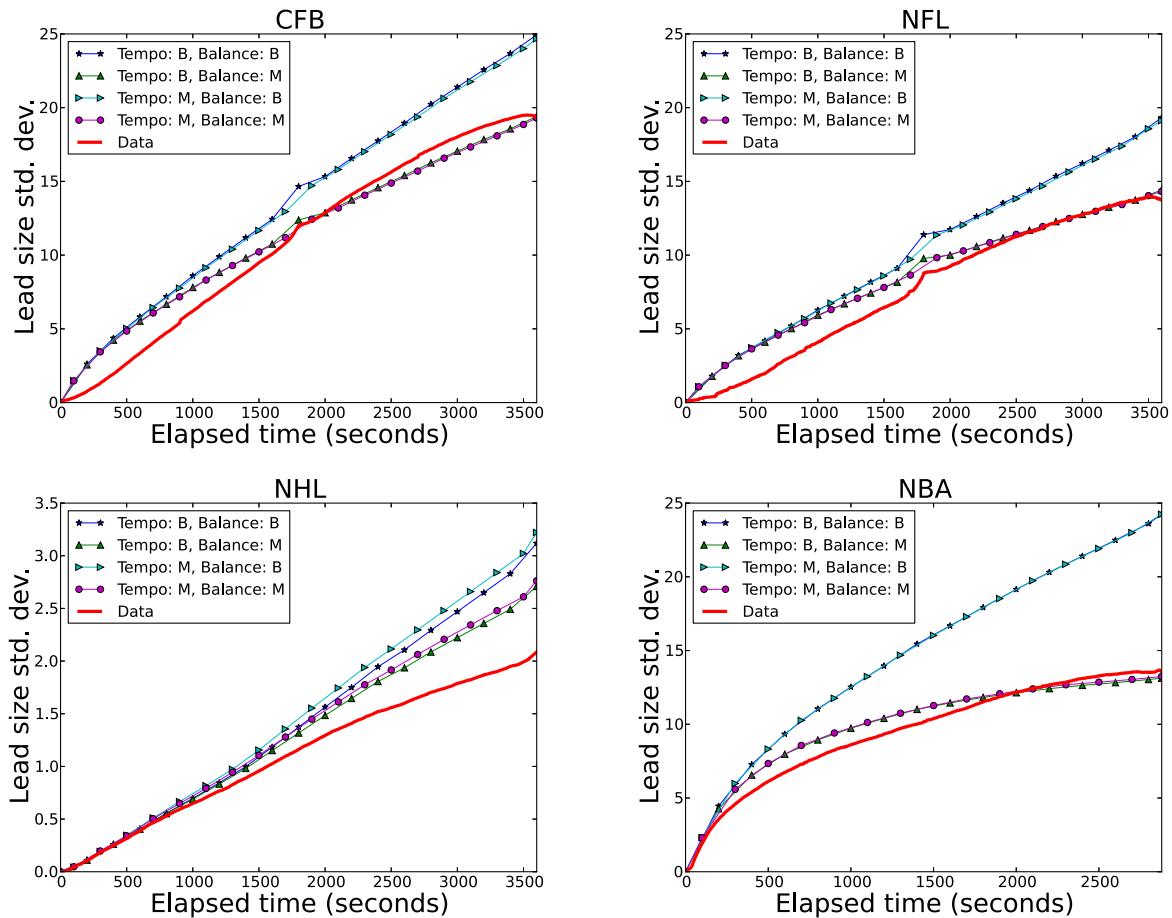 CFB
Lead size std. dev.
25
20
15
10
5
0
Tempo: B, Balance: B
Tempo: B, Balance: M
Tempo: M, Balance: B
Tempo: M, Balance: M
Data
0 500 1000 1500 2000 2500 3000 3500
Elapsed time (seconds)
NFL
Lead size std. dev.
25
20
15
10
5
0
Tempo: B, Balance: B
Tempo: B, Balance: M
Tempo: M, Balance: B
Tempo: M, Balance: M
Data
0 500 1000 1500 2000 2500 3000 3500
Elapsed time (seconds)
NHL
Lead size std. dev.
3.5
3.0
2.5
2.0
1.5
1.0
0.5
0.0
Tempo: B, Balance: B
Tempo: B, Balance: M
Tempo: M, Balance: B
Tempo: M, Balance: M
Data
0 500 1000 1500 2000 2500 3000 3500
Elapsed time (seconds)
NBA
Lead size std. dev.
25
20
15
10
5
0
Tempo: B, Balance: B
Tempo: B, Balance: M
Tempo: M, Balance: B
Tempo: M, Balance: M
Data
0 500 1000 1500 2000 2500
Elapsed time (seconds)